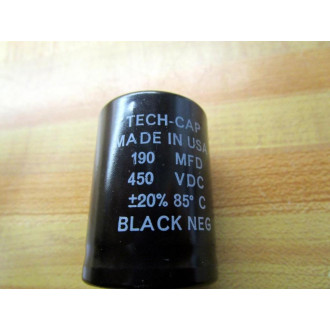 TECH-CAP
MADE IN USA
190 MFD
450 VDC
±20% 85° C
BLACK NEG